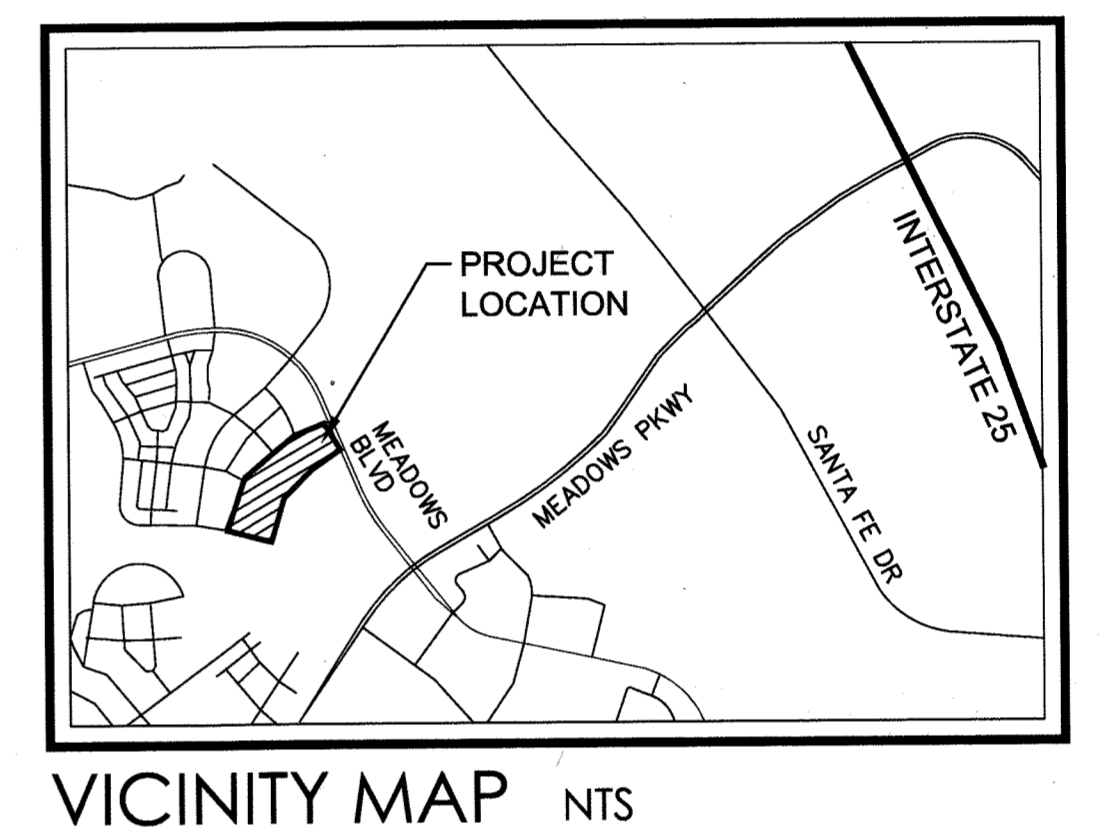 PROJECT
LOCATION
INTERSTATE 25
MEADOWS
BLVD
MEADOWS PKWY
SANTA FE DR
VICINITY MAP NTS